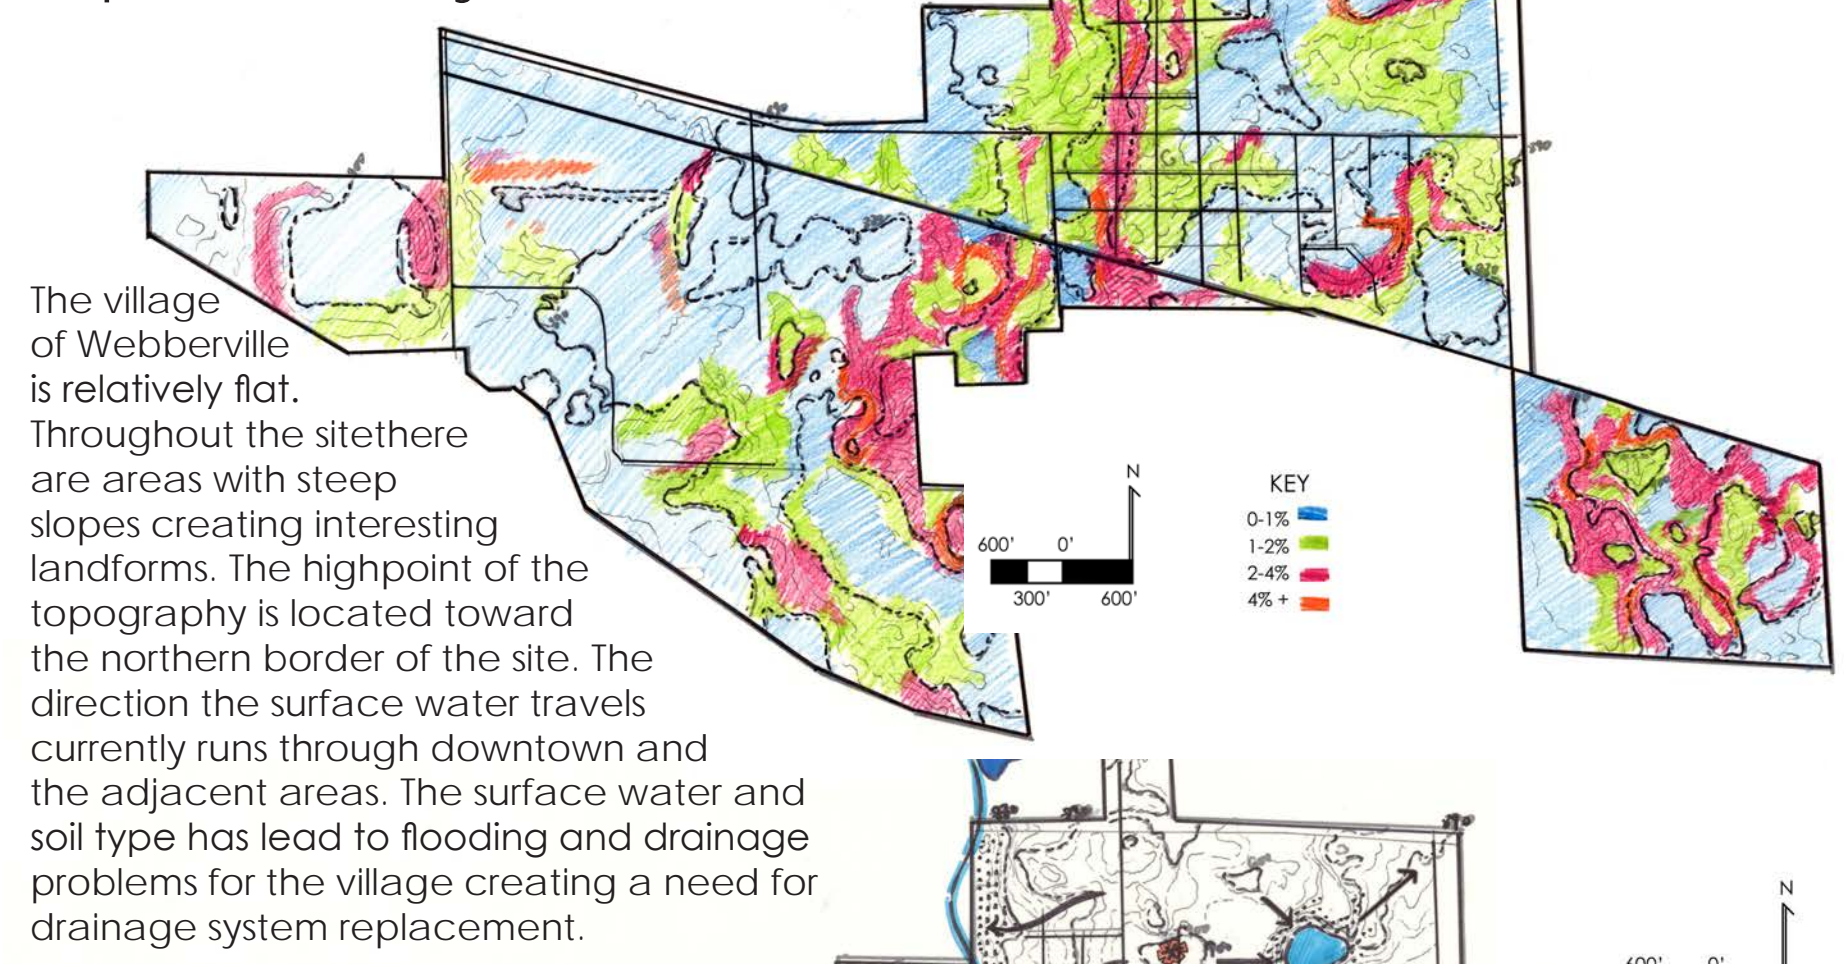 The village
of Webberville
is relatively flat.
Throughout the sitethere
are areas with steep
slopes creating interesting
landforms. The highpoint of the
topography is located toward
the northern border of the site. The
direction the surface water travels
currently runs through downtown and
the adjacent areas. The surface water and
soil type has lead to flooding and drainage
problems for the village creating a need for
drainage system replacement.
N
600' 0'
300' 600'
KEY
0-1%
1-2%
2-4%
4% +
N
600' 0'